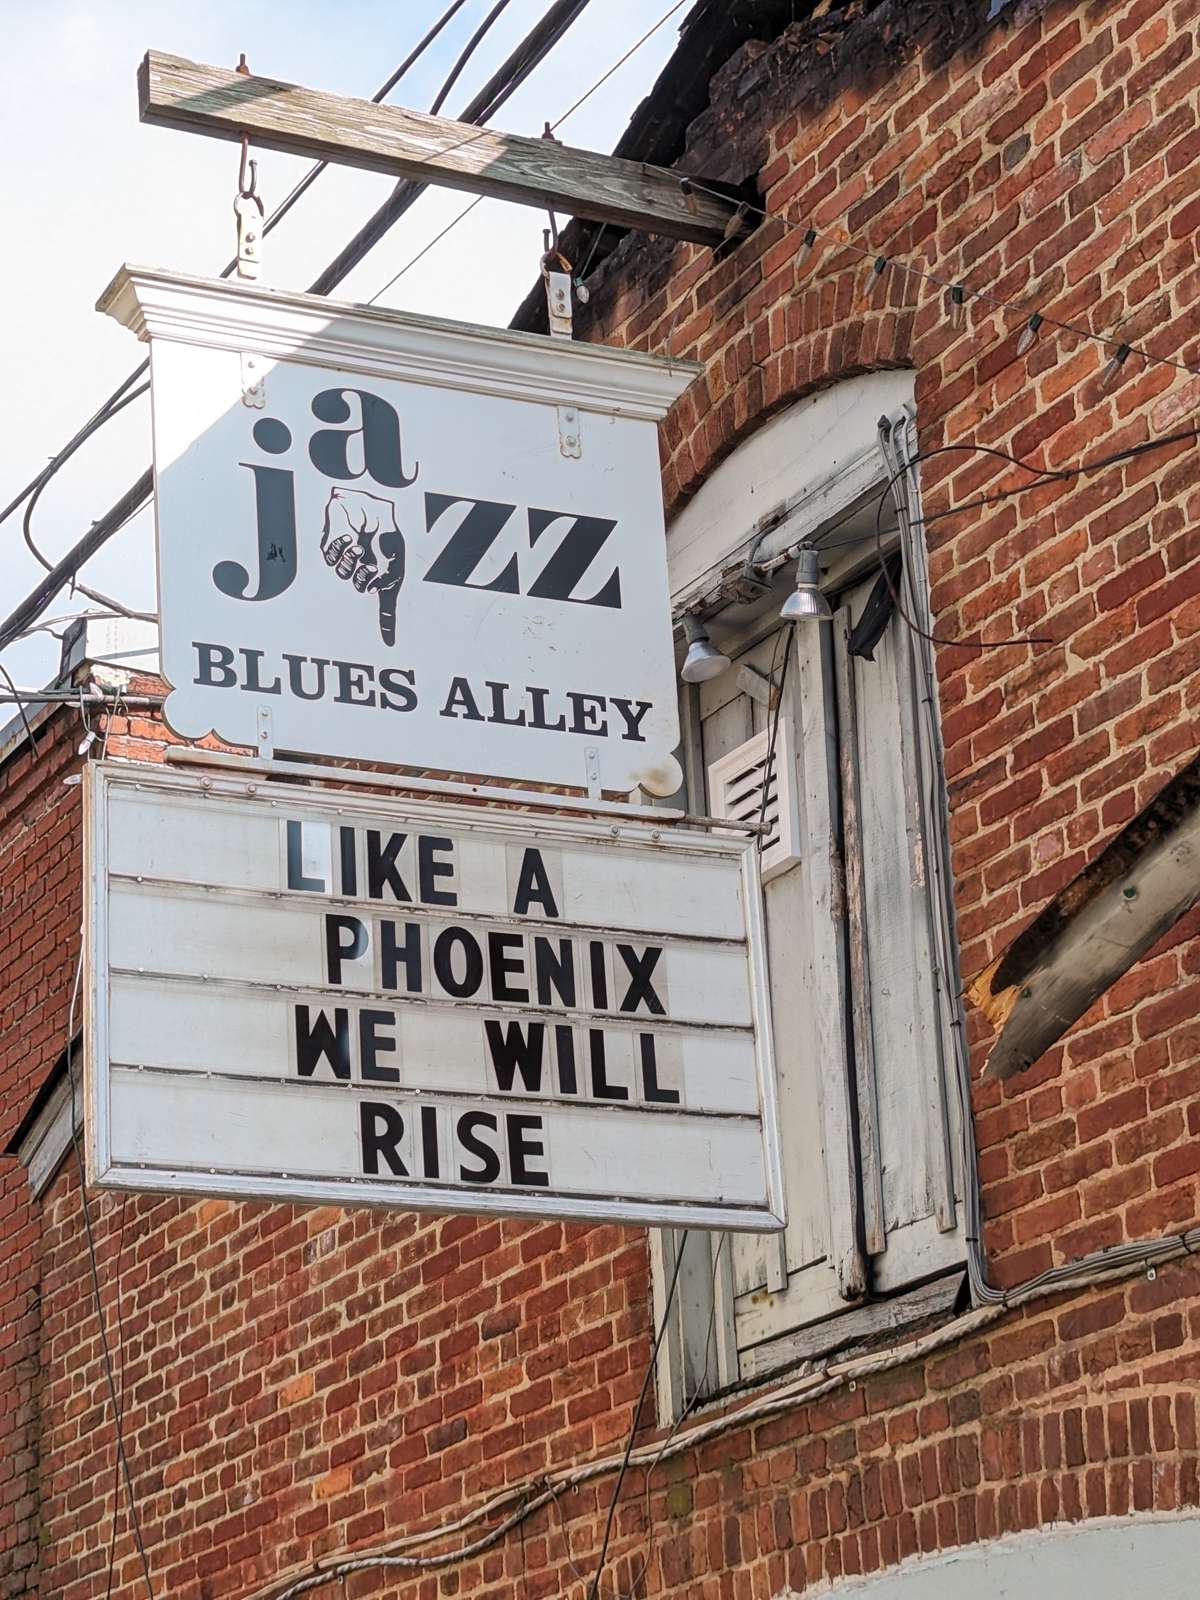 jazz
BLUES ALLEY
LIKE A
PHOENIX
WE WILL
RISE